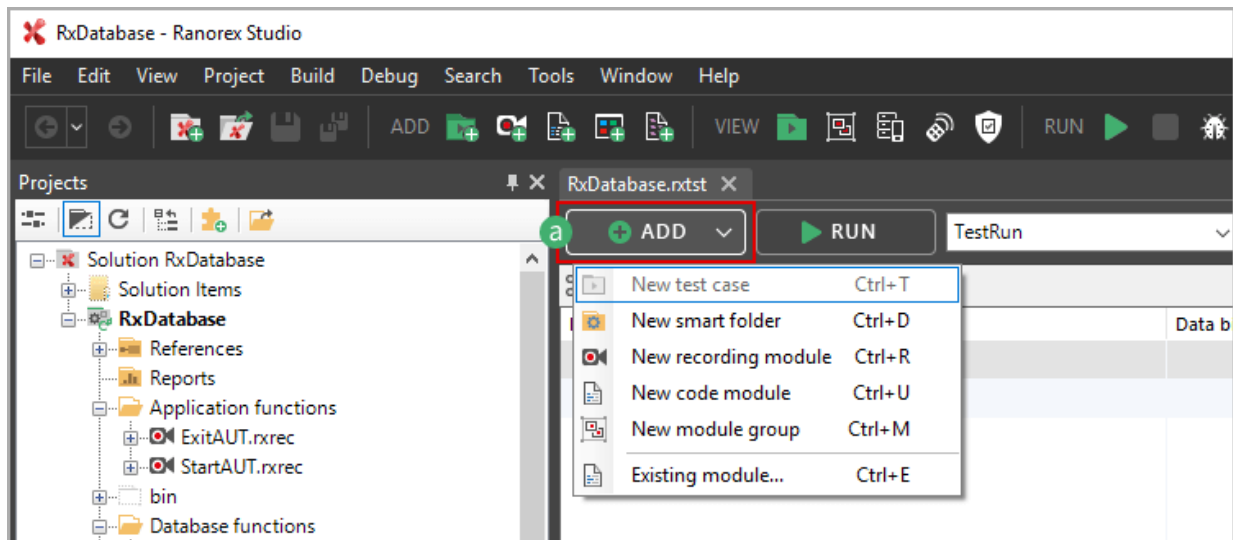 RxDatabase - Ranorex Studio
File Edit View Project Build Debug Search Tools Window Help
ADD VIEW RUN
Projects
RxDatabase.rxtst
a ADD RUN TestRun
Solution RxDatabase
Solution Items
RxDatabase
References
Reports
Application functions
ExitAUT.rxrec
StartAUT.rxrec
bin
Database functions
New test case Ctrl+T
New smart folder Ctrl+D
New recording module Ctrl+R
New code module Ctrl+U
New module group Ctrl+M
Existing module... Ctrl+E
Data b